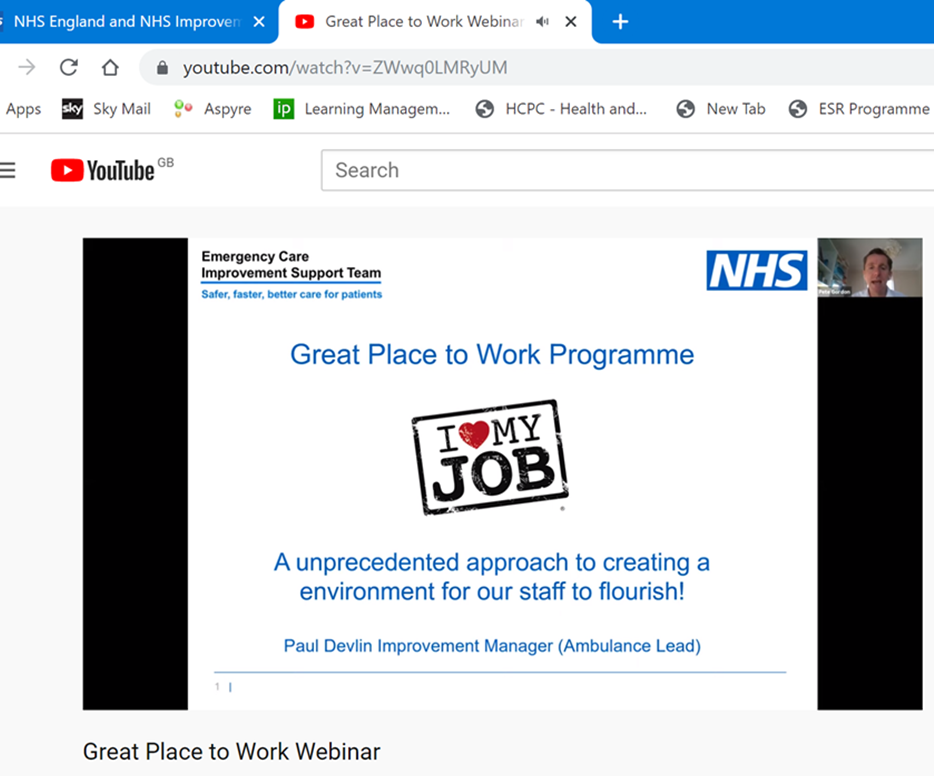 NHS England and NHS Improvem
Great Place to Work Webinar
youtube.com/watch?v=ZWwq0LMRyUM
Apps
sky
Sky Mail
Aspyre
ip
Learning Managem...
HCPC - Health and...
New Tab
ESR Programme
YouTube GB
Search
Emergency Care
Improvement Support Team
Safer, faster, better care for patients
NHS
Great Place to Work Programme
I ❤ MY
JOB
®
A unprecedented approach to creating a
environment for our staff to flourish!
Paul Devlin Improvement Manager (Ambulance Lead)
1 |
Great Place to Work Webinar